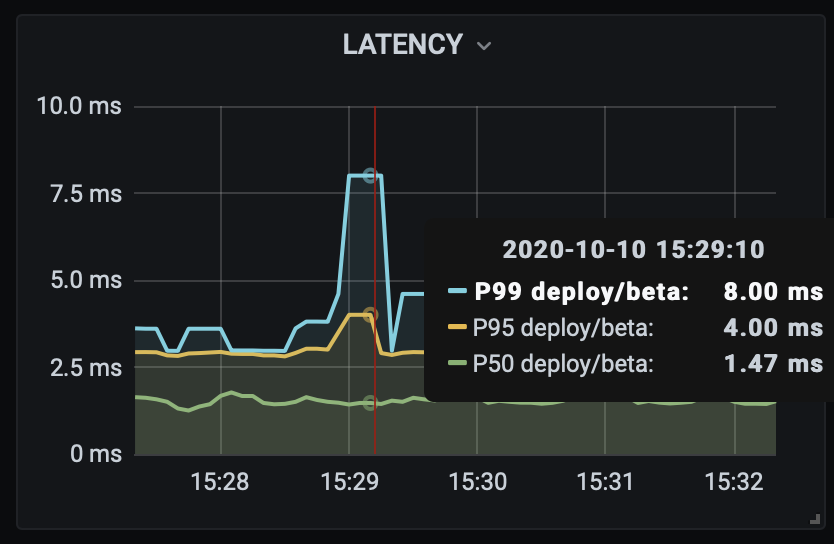 LATENCY
10.0 ms
7.5 ms
5.0 ms
2.5 ms
0 ms
2020-10-10 15:29:10
P99 deploy/beta: 8.00 ms
P95 deploy/beta: 4.00 ms
P50 deploy/beta: 1.47 ms
15:28 15:29 15:30 15:31 15:32